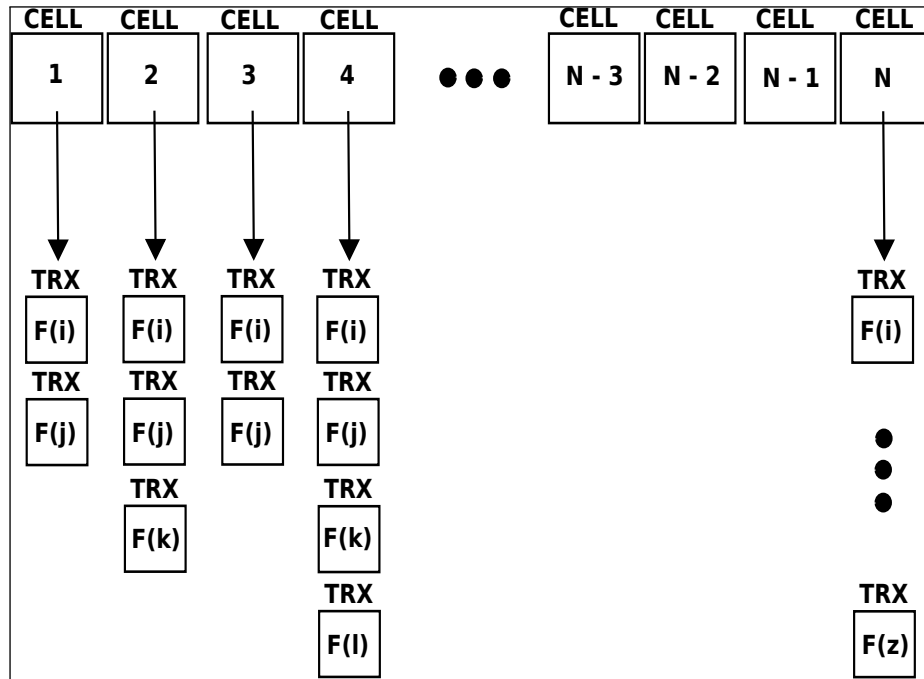 CELL CELL CELL CELL CELL CELL CELL CELL
1 2 3 4 N - 3 N - 2 N - 1 N
TRX TRX TRX TRX TRX
F(i) F(i) F(i) F(i) F(i)
TRX TRX TRX TRX
F(j) F(j) F(j) F(j)
TRX TRX
F(k) F(k)
TRX TRX
F(l) F(z)